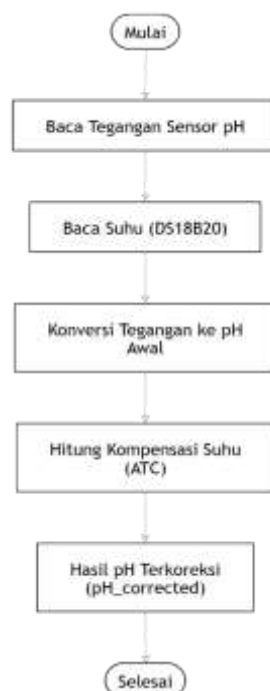 Mulai
Baca Tegangan Sensor pH
Baca Suhu (DS18B20)
Konversi Tegangan ke pH
Awal
Hitung Kompensasi Suhu
(ATC)
Hasil pH Terkoreksi
(pH_corrected)
Selesai